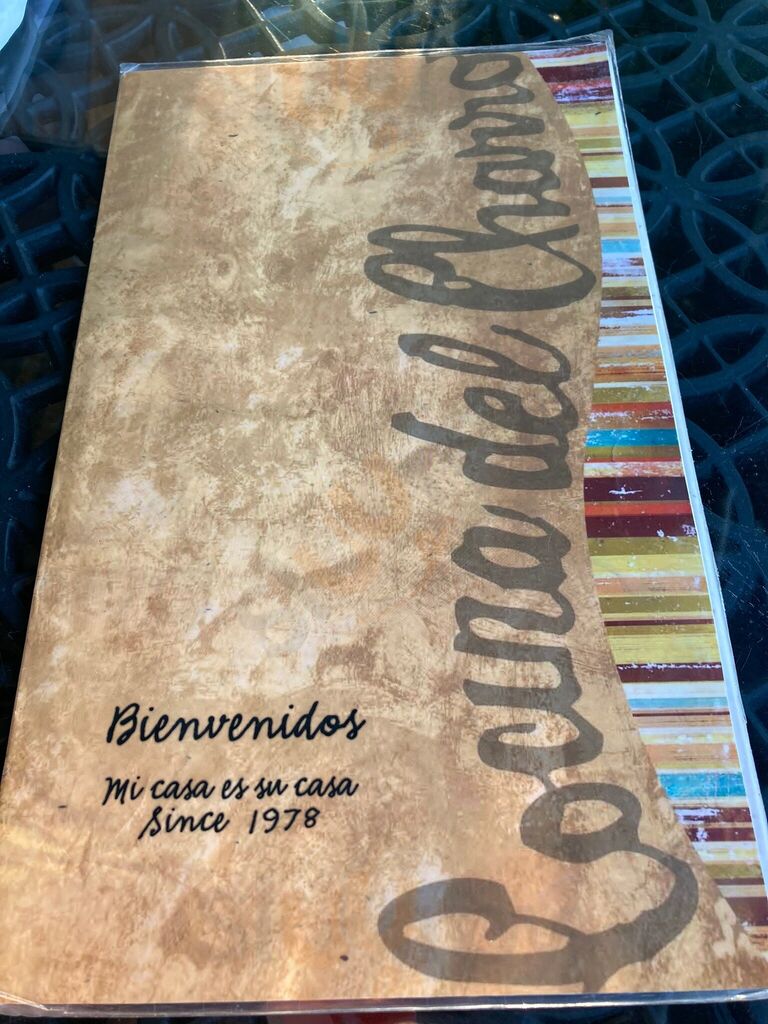 Cocina del Charro
Bienvenidos
Mi casa es su casa
Since 1978